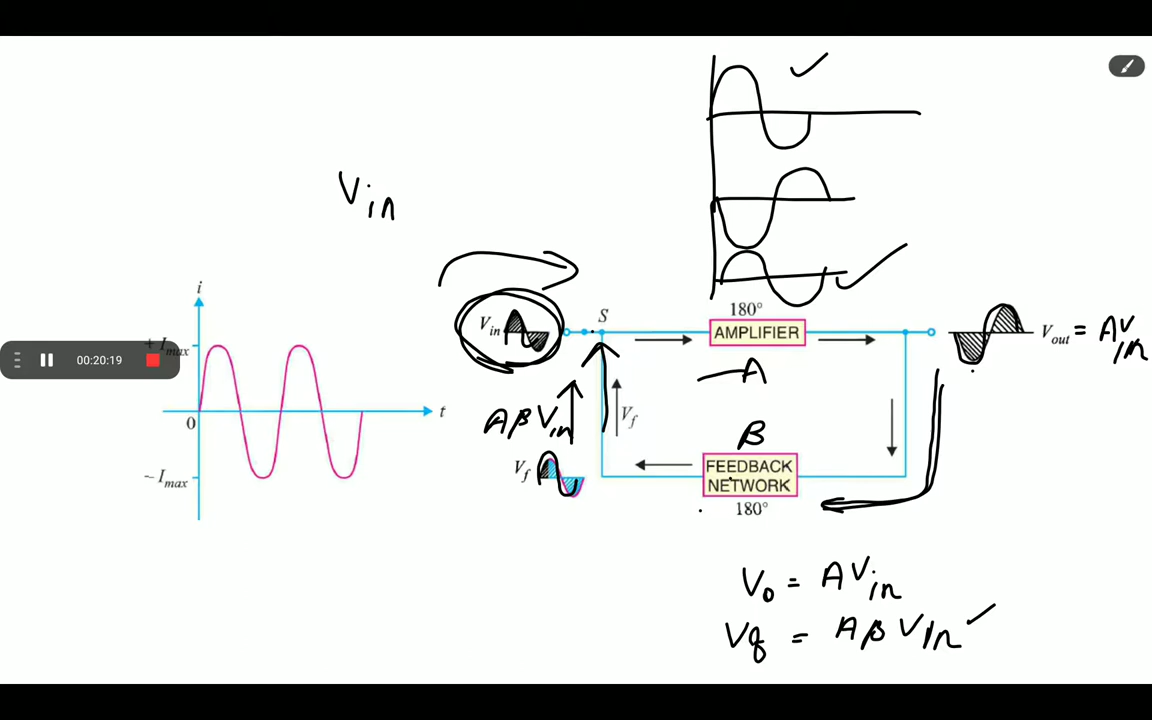 Vin
i
+ Imax
00:20:19
0
t
− Imax
Vin
S
180°
AMPLIFIER
A
Vout = AVin
AβVin
Vf
β
Vf
FEEDBACK
NETWORK
180°
Vo = AVin
Vf = AβVin